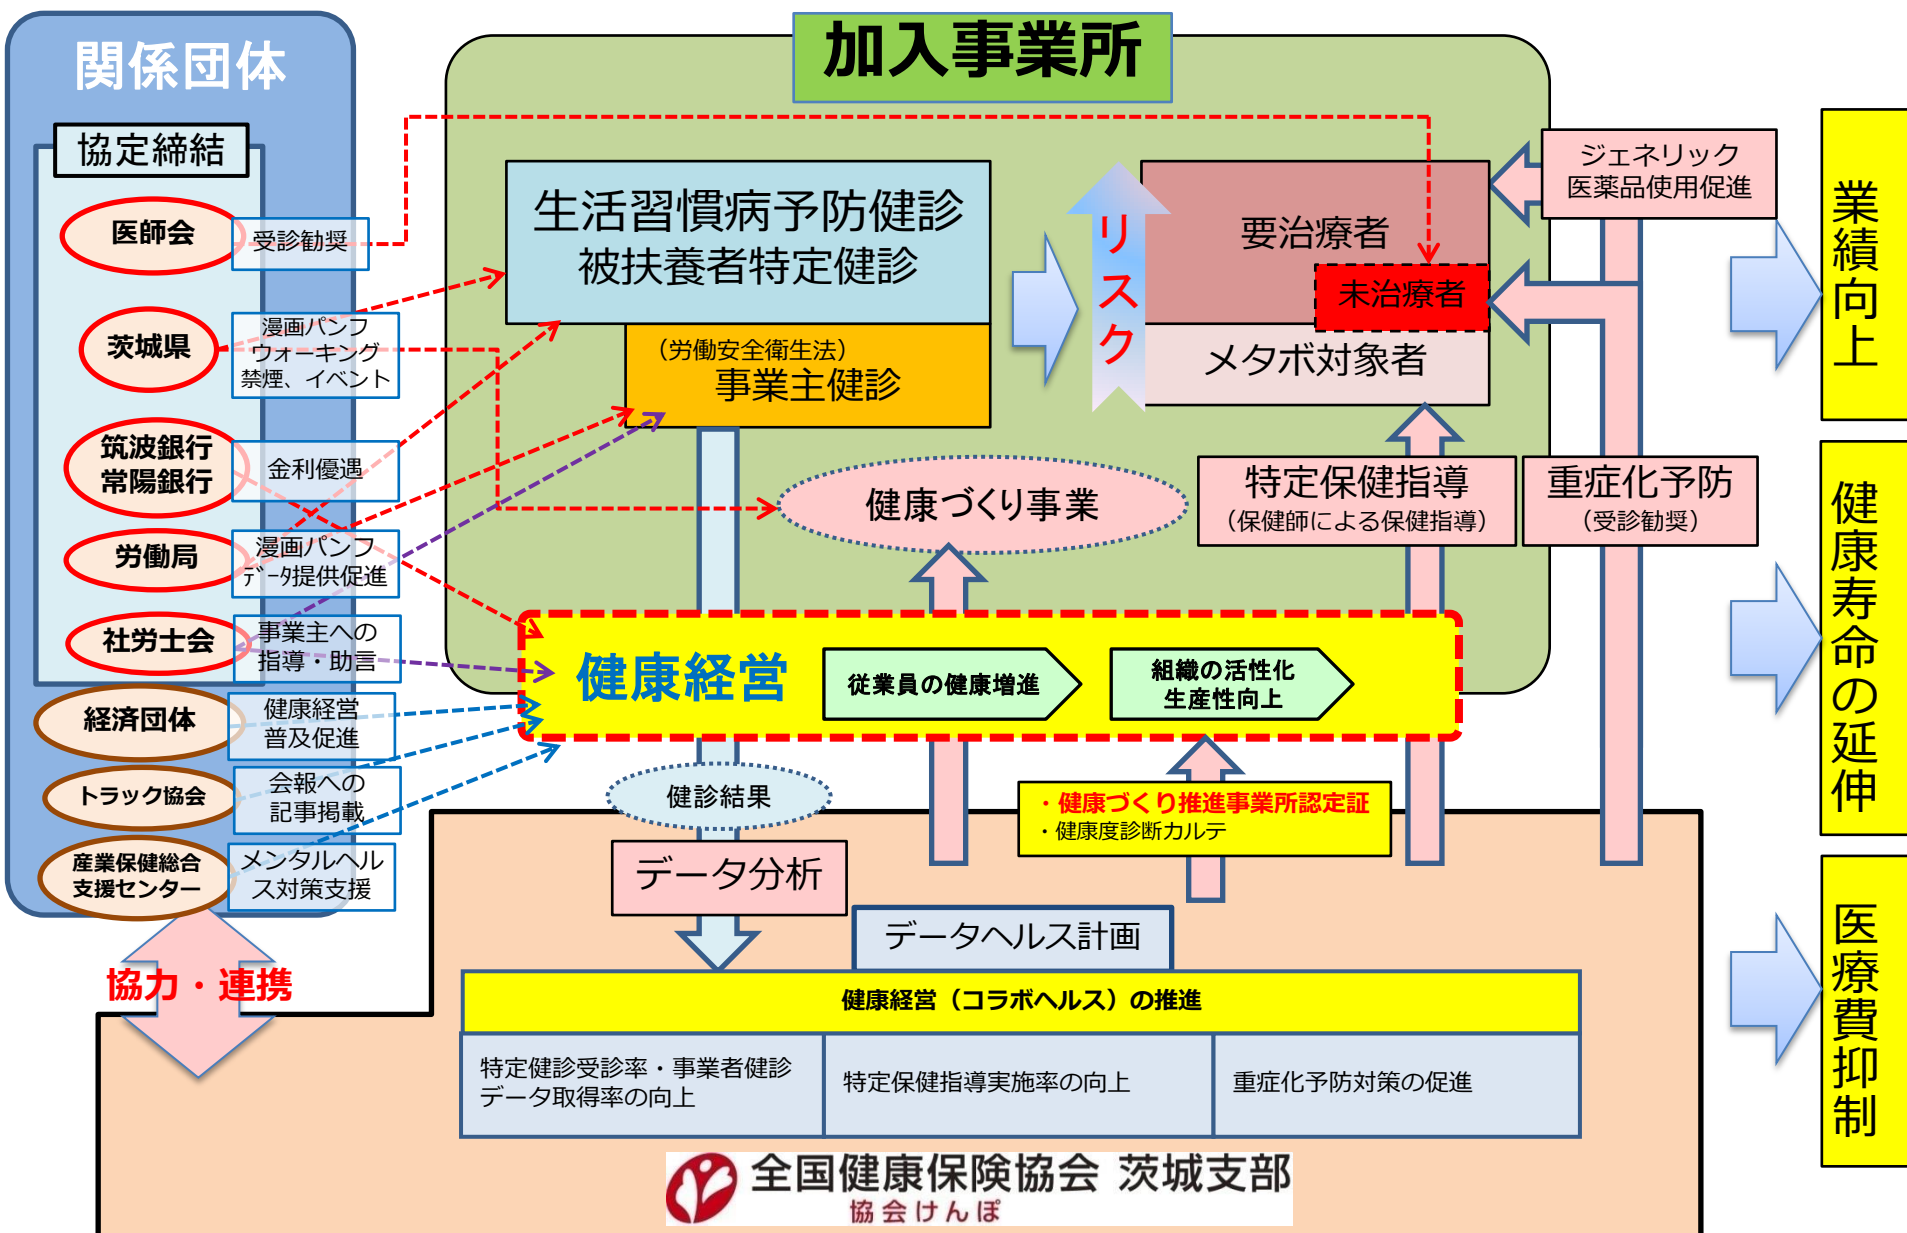 関係団体
協定締結
医師会
受診勧奨
茨城県
漫画パンフ
ウォーキング
禁煙、イベント
筑波銀行
常陽銀行
金利優遇
労働局
漫画パンフ
データ提供促進
社労士会
事業主への
指導・助言
経済団体
健康経営
普及促進
トラック協会
会報への
記事掲載
産業保健総合
支援センター
メンタルヘル
ス対策支援
協力・連携
加入事業所
生活習慣病予防健診
被扶養者特定健診
（労働安全衛生法）
事業主健診
リスク
要治療者
未治療者
メタボ対象者
ジェネリック
医薬品使用促進
健康づくり事業
特定保健指導
（保健師による保健指導）
重症化予防
（受診勧奨）
健康経営
従業員の健康増進
組織の活性化
生産性向上
健診結果
・健康づくり推進事業所認定証
・健康度診断カルテ
データ分析
データヘルス計画
健康経営（コラボヘルス）の推進
特定健診受診率・事業者健診
データ取得率の向上
特定保健指導実施率の向上
重症化予防対策の促進
全国健康保険協会 茨城支部
協会けんぽ
業績向上
健康寿命の延伸
医療費抑制